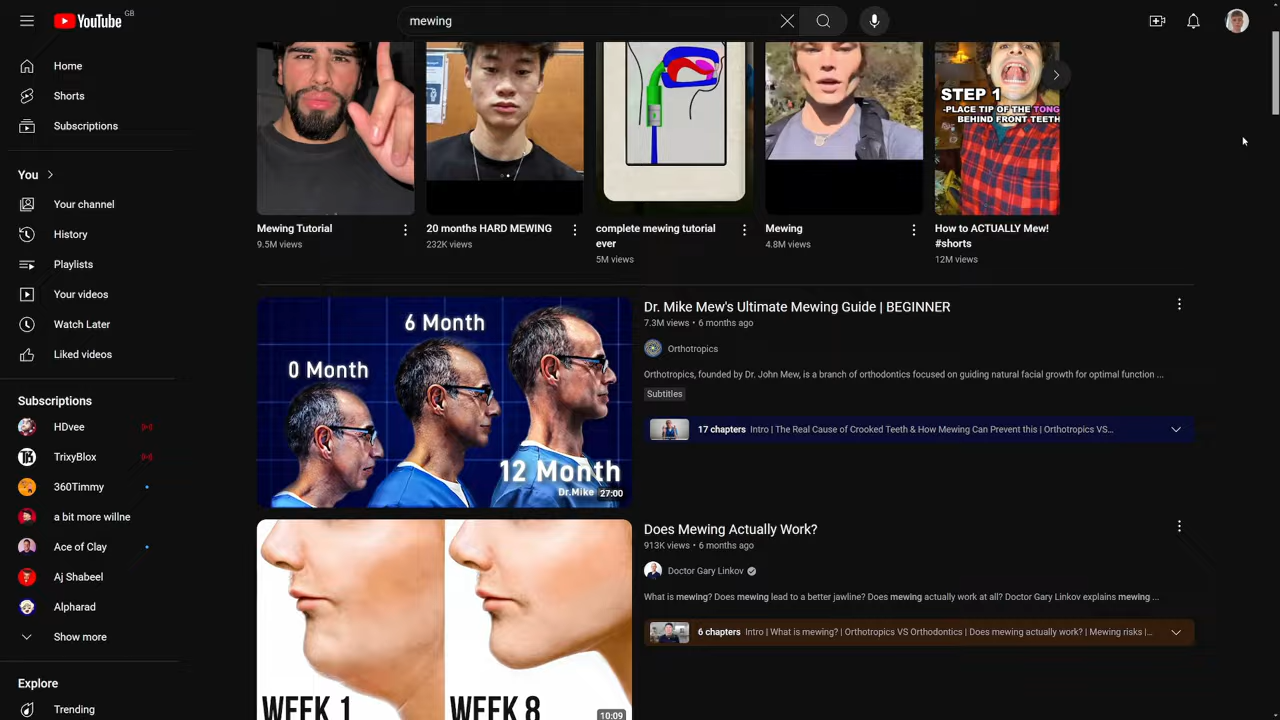 YouTube GB
mewing
Home
Shorts
Subscriptions
You
Your channel
History
Playlists
Your videos
Watch Later
Liked videos
Subscriptions
HDvee
TrixyBlox
360Timmy
a bit more willne
Ace of Clay
Aj Shabeel
Alpharad
Show more
Explore
Trending
STEP 1
-PLACE TIP OF THE TONG
BEHIND FRONT TEETH
Mewing Tutorial
9.5M views
20 months HARD MEWING
232K views
complete mewing tutorial
ever
5M views
Mewing
4.8M views
How to ACTUALLY Mew!
#shorts
12M views
0 Month
6 Month
12 Month
Dr.Mike
27:00
Dr. Mike Mew's Ultimate Mewing Guide | BEGINNER
7.3M views • 6 months ago
Orthotropics
Orthotropics, founded by Dr. John Mew, is a branch of orthodontics focused on guiding natural facial growth for optimal function ...
Subtitles
17 chapters Intro | The Real Cause of Crooked Teeth & How Mewing Can Prevent this | Orthotropics VS...
WEEK 1
WEEK 8
10:09
Does Mewing Actually Work?
913K views • 6 months ago
Doctor Gary Linkov
What is mewing? Does mewing lead to a better jawline? Does mewing actually work at all? Doctor Gary Linkov explains mewing ...
6 chapters Intro | What is mewing? | Orthotropics VS Orthodontics | Does mewing actually work? | Mewing risks |...